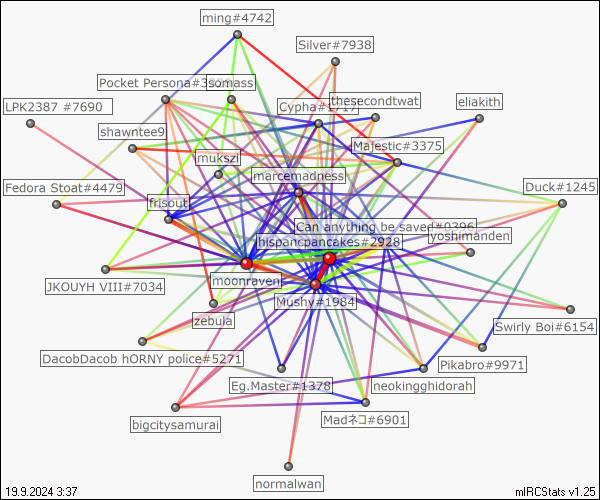 ming#4742
Silver#7938
Pocket Persona#3
somass
LPK2387 #7690
Cypha#1717
thesecondtwat
eliakith
shawntee9
Majestic#3375
mukszi
marcemadness
Fedora Stoat#4479
Duck#1245
frisout
Can anything be saved#0396
hispancpancakes#2928
yoshimanden
moonraven
JKOUYH VIII#7034
Mushy#1984
zebuja
Swirly Boi#6154
DacobDacob hORNY police#5271
Pikabro#9971
Eg.Master#1378
neokingghidorah
bigcitysamurai
Madネコ#6901
normalwan
19.9.2024 3:37
mIRCStats v1.25